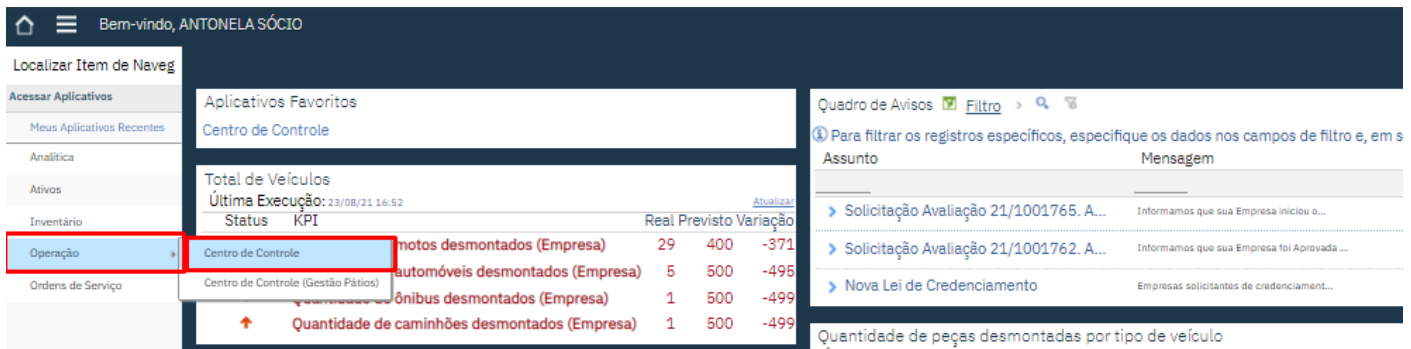 Bem-vindo, ANTONELA SÓCIO
Localizar Item de Naveg
Acessar Aplicativos
Meus Aplicativos Recentes
Analítica
Ativos
Inventário
Operação
Ordens de Serviço
Centro de Controle
Centro de Controle (Gestão Pátios)
Aplicativos Favoritos
Centro de Controle
Total de Veículos
Última Execução: 23/08/21 16:52 Atualizar
Status KPI Real Previsto Variação
motos desmontados (Empresa) 29 400 -371
automóveis desmontados (Empresa) 5 500 -495
Quantidade de ônibus desmontados (Empresa) 1 500 -499
Quantidade de caminhões desmontados (Empresa) 1 500 -499
Quadro de Avisos Filtro
Para filtrar os registros específicos, especifique os dados nos campos de filtro e, em s
Assunto Mensagem
Solicitação Avaliação 21/1001765. A... Informamos que sua Empresa iniciou o...
Solicitação Avaliação 21/1001762. A... Informamos que sua Empresa foi Aprovada ...
Nova Lei de Credenciamento Empresas solicitantes de credenciament...
Quantidade de peças desmontadas por tipo de veículo